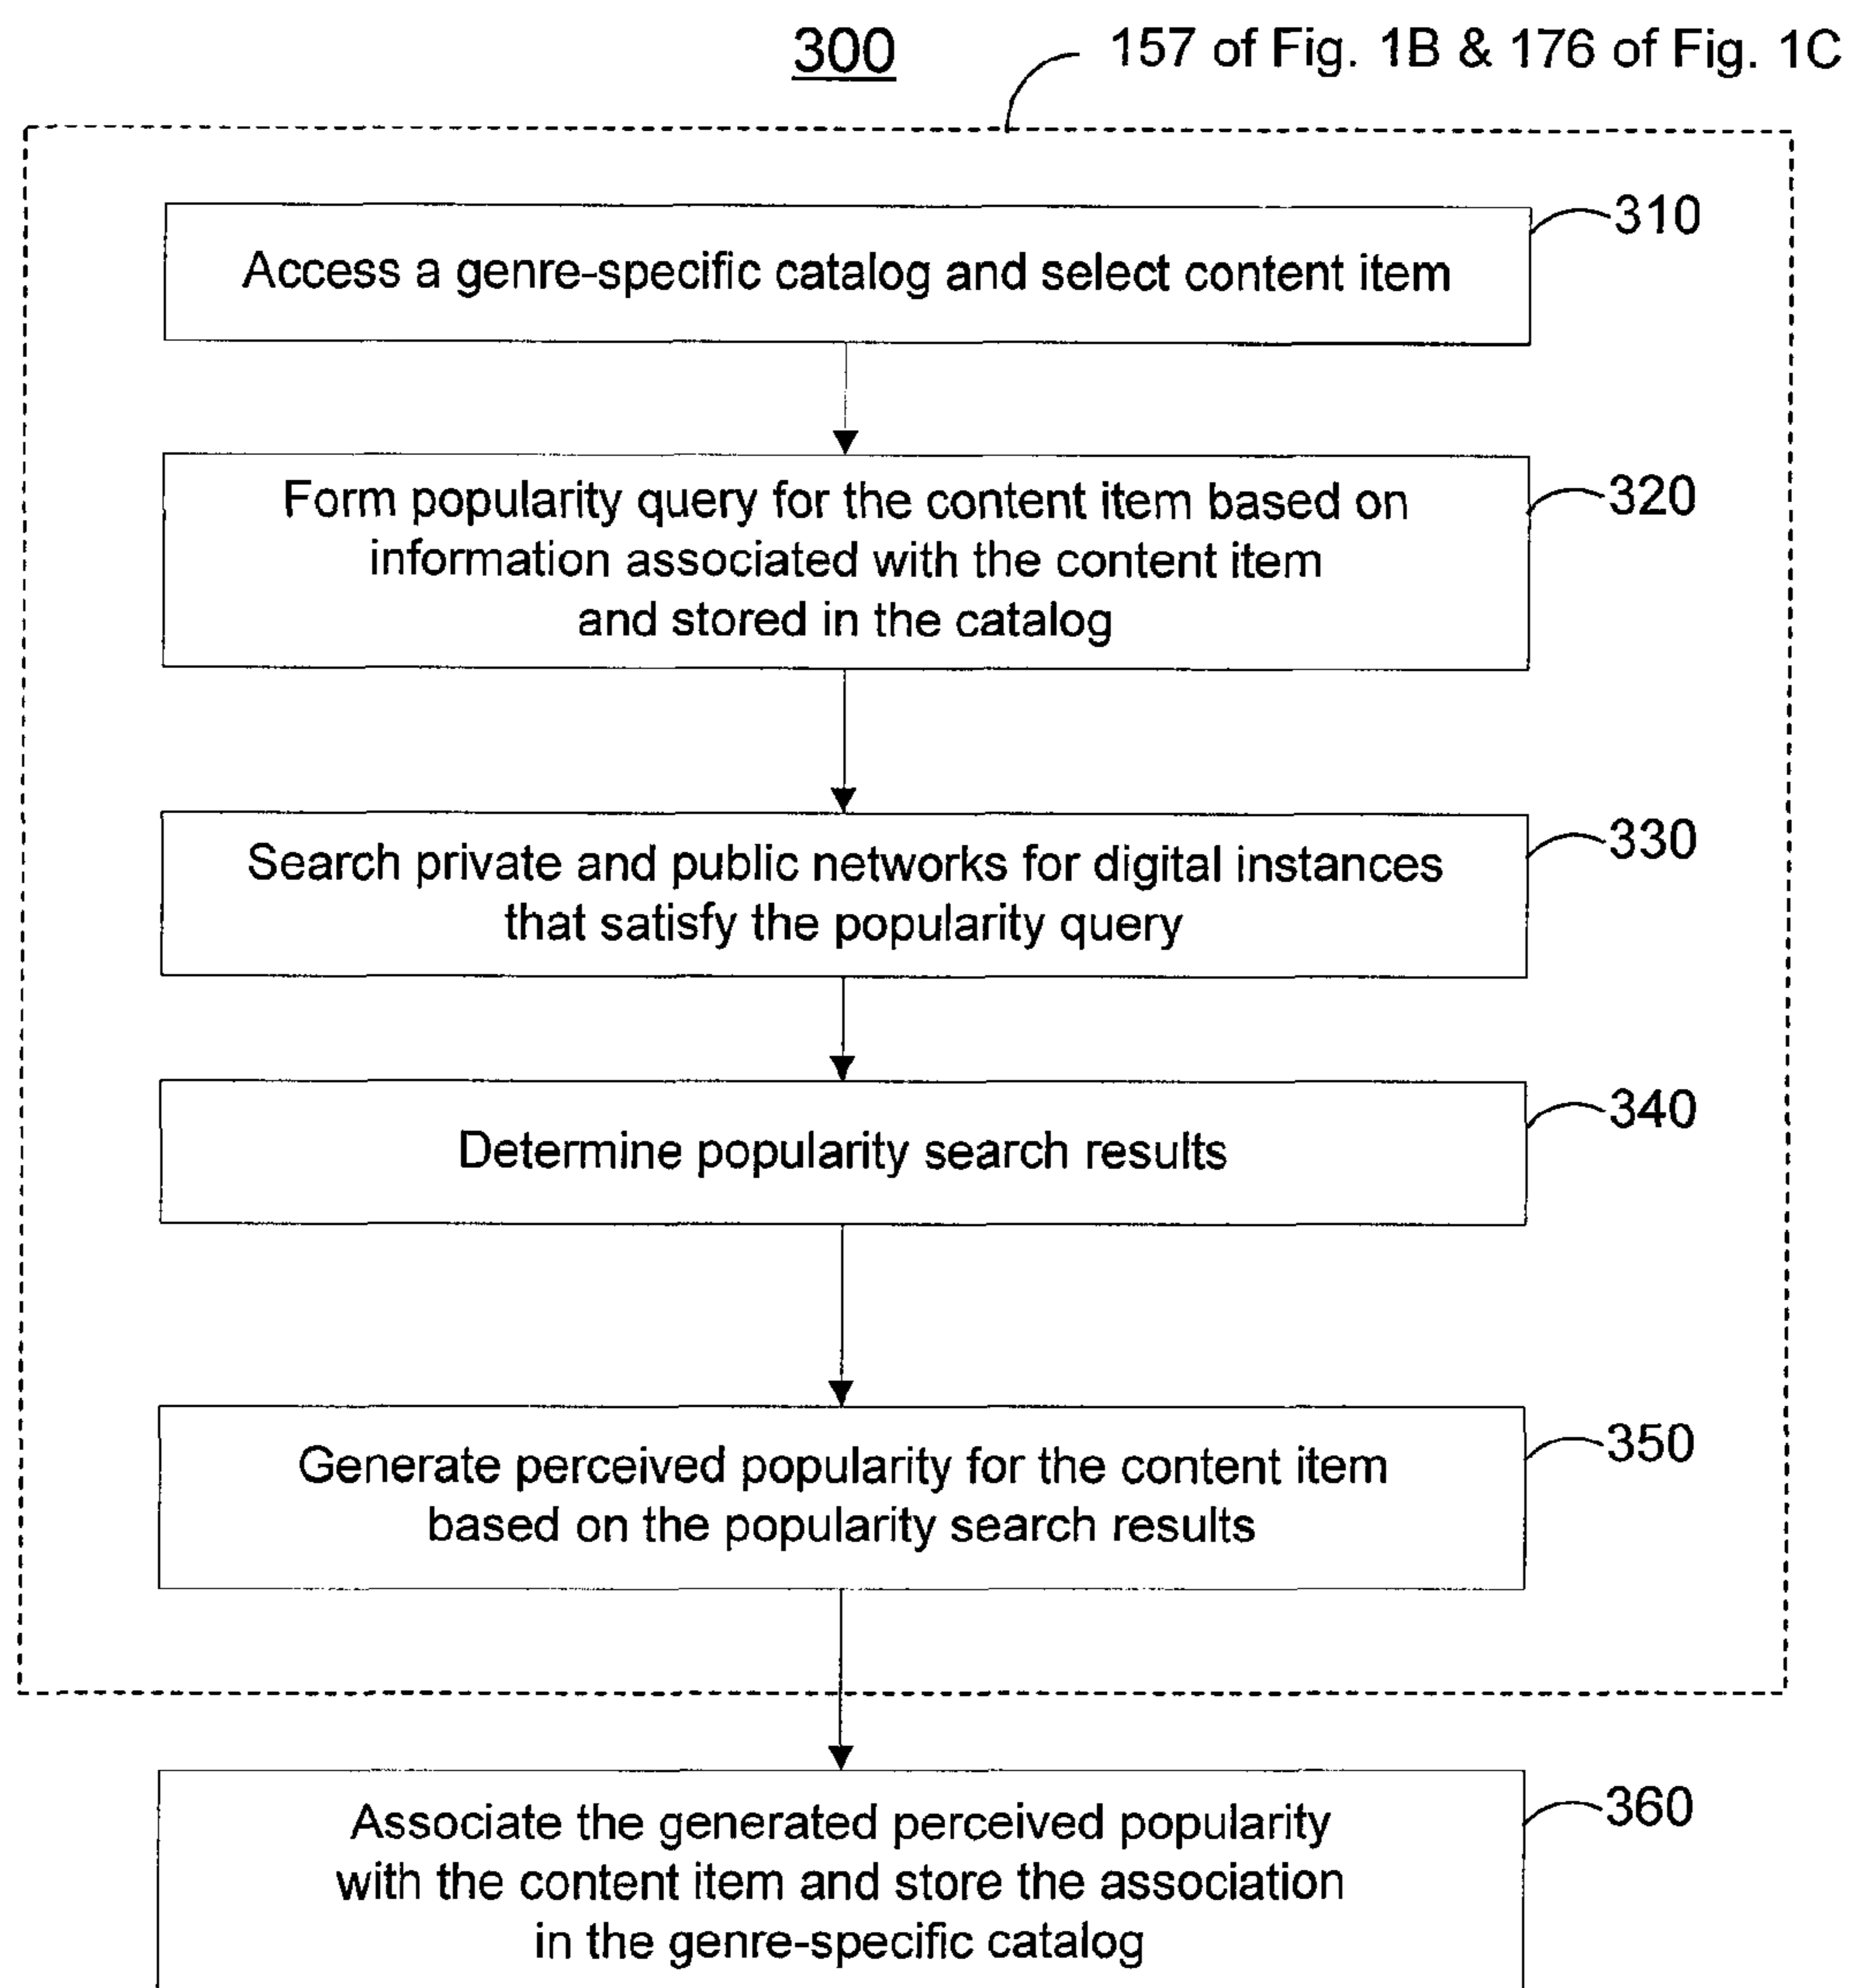 300
157 of Fig. 1B & 176 of Fig. 1C
310
Access a genre-specific catalog and select content item
320
Form popularity query for the content item based on
information associated with the content item
and stored in the catalog
330
Search private and public networks for digital instances
that satisfy the popularity query
340
Determine popularity search results
350
Generate perceived popularity for the content item
based on the popularity search results
360
Associate the generated perceived popularity
with the content item and store the association
in the genre-specific catalog